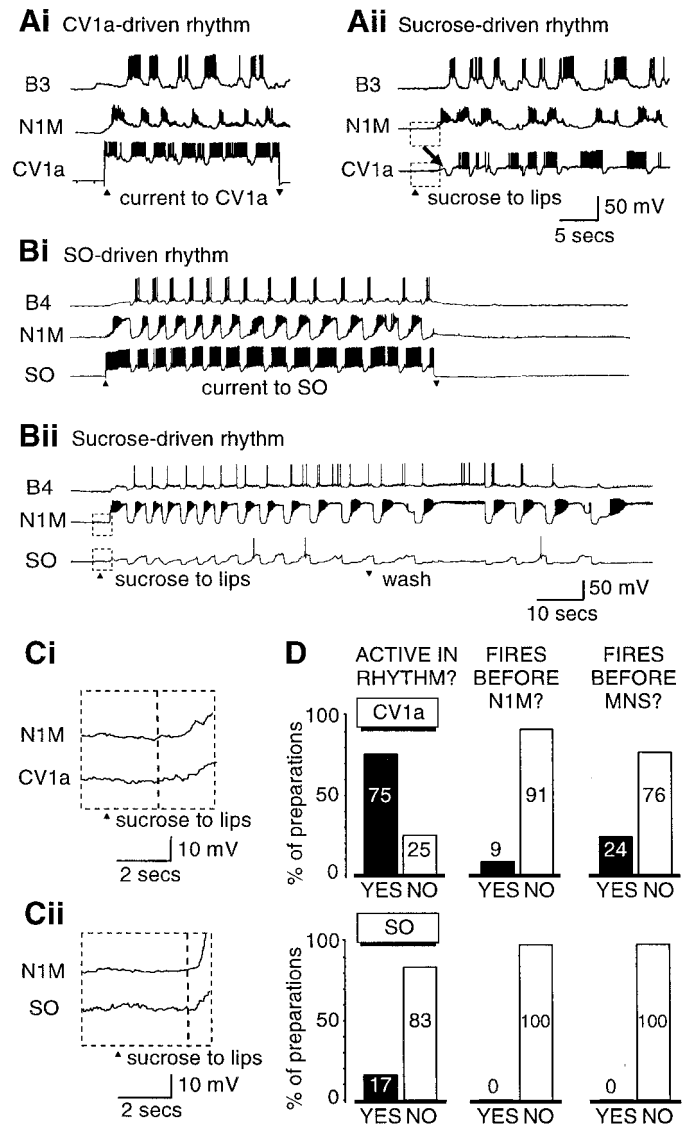 Ai CV1a-driven rhythm
B3
N1M
CV1a
current to CV1a
Aii Sucrose-driven rhythm
B3
N1M
CV1a
sucrose to lips
50 mV
5 secs
Bi SO-driven rhythm
B4
N1M
SO
current to SO
Bii Sucrose-driven rhythm
B4
N1M
SO
sucrose to lips
wash
50 mV
10 secs
Ci
N1M
CV1a
sucrose to lips
10 mV
2 secs
Cii
N1M
SO
sucrose to lips
10 mV
2 secs
D
ACTIVE IN
RHYTHM?
FIRES
BEFORE
N1M?
FIRES
BEFORE
MNS?
CV1a
% of preparations
100
50
0
75
25
9
91
24
76
YES NO
YES NO
YES NO
SO
% of preparations
100
50
0
17
83
0
100
0
100
YES NO
YES NO
YES NO